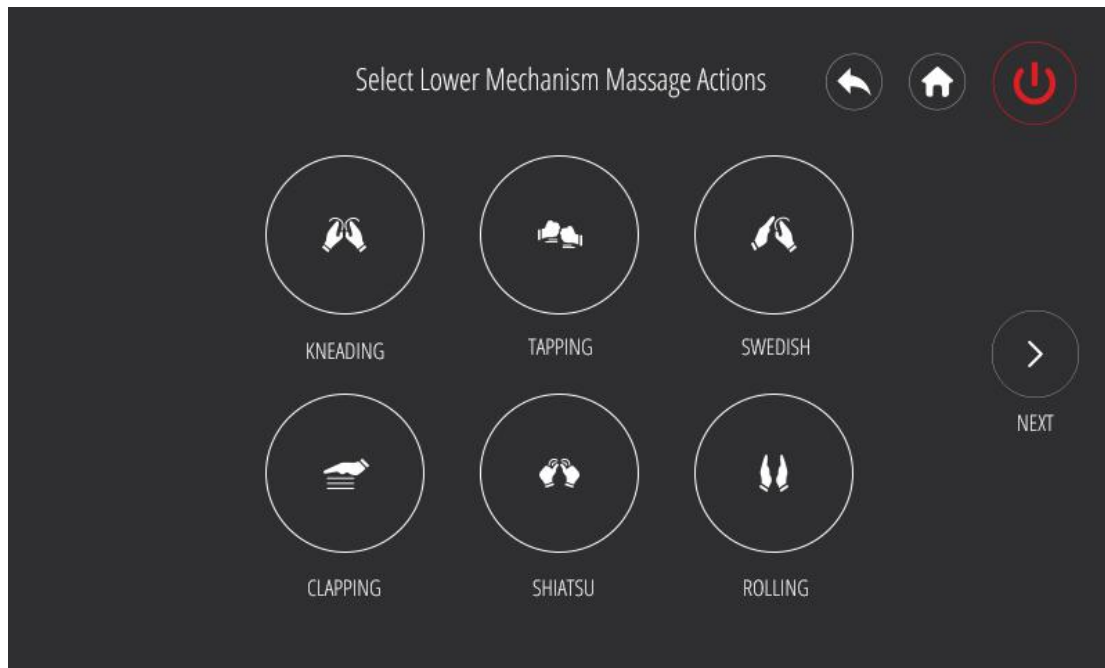 Select Lower Mechanism Massage Actions
KNEADING
TAPPING
SWEDISH
NEXT
CLAPPING
SHIATSU
ROLLING